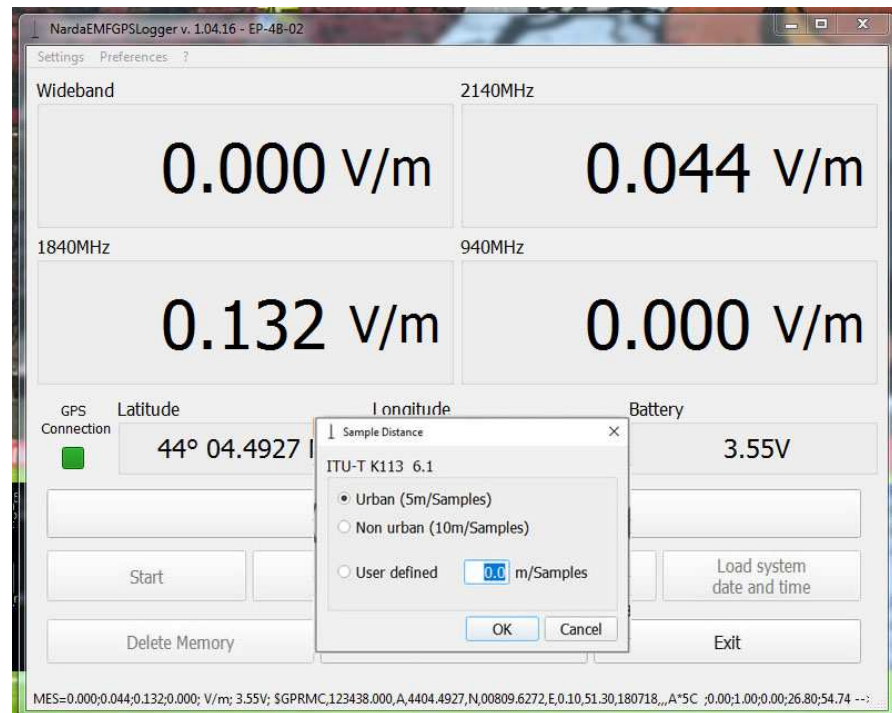 NardaEMFGPSLogger v. 1.04.16 - EP-4B-02
Settings Preferences ?
Wideband
2140MHz
0.000 V/m
0.044 V/m
1840MHz
940MHz
0.132 V/m
0.000 V/m
GPS Connection
Latitude
Longitude
Battery
44º 04.4927
3.55V
Sample Distance
ITU-T K113 6.1
Urban (5m/Samples)
Non urban (10m/Samples)
User defined 0.0 m/Samples
OK Cancel
Start
Load system
date and time
Delete Memory
Exit
MES=0.000;0.044;0.132;0.000; V/m; 3.55V; $GPRMC,123438.000,A,4404.4927,N,00809.6272,E,0.10,51.30,180718,,,A*5C ;0.00;1.00;0.00;26.80;54.74 -->